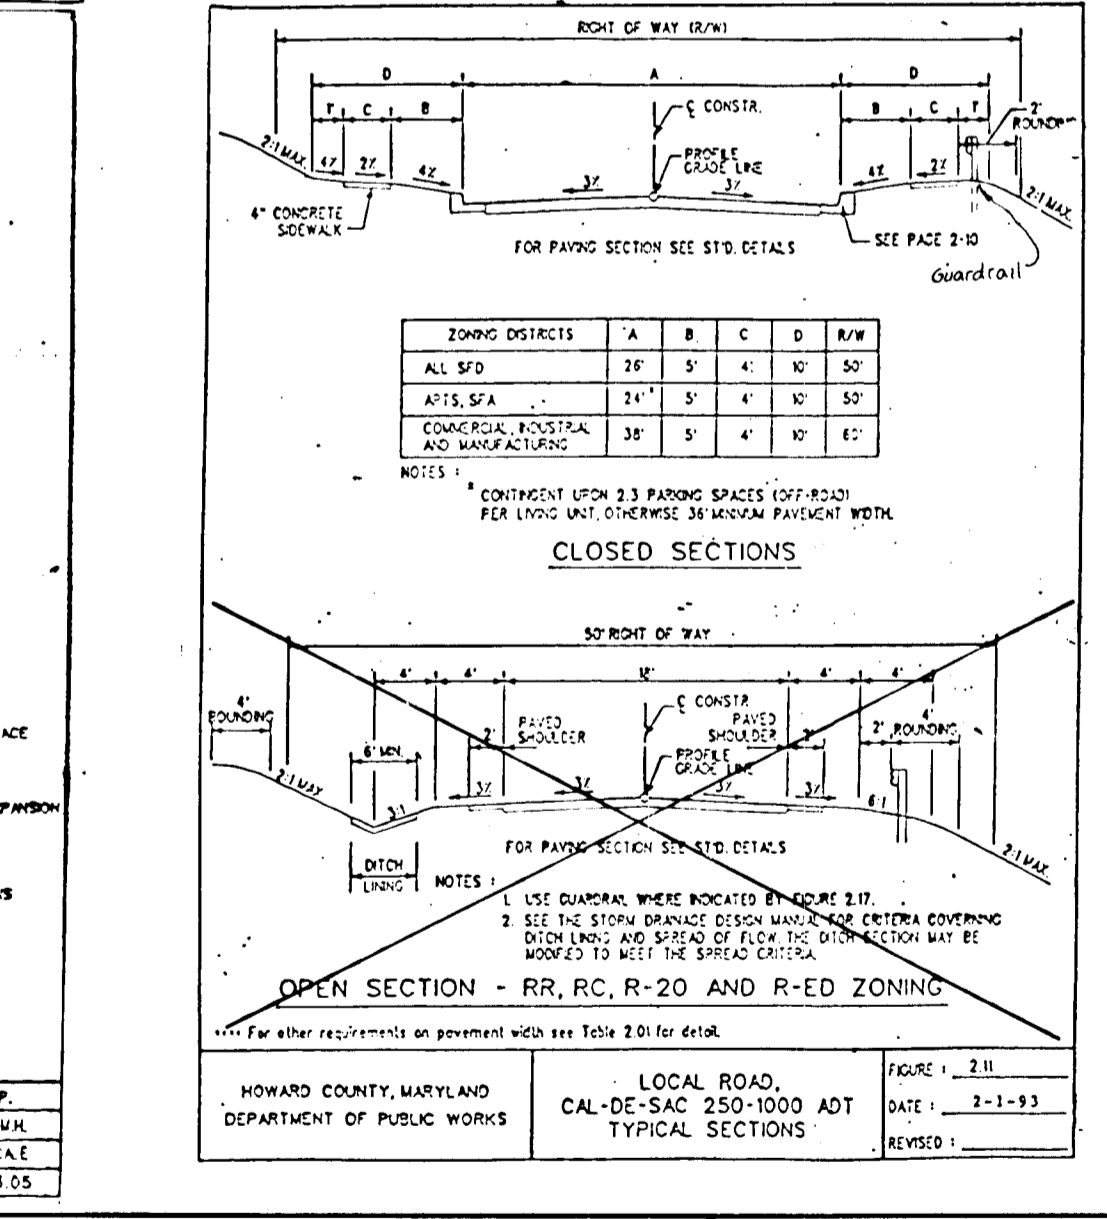 RIGHT OF WAY (R/W)
D A D
T C B B C T
℄ CONSTR.
2' ROUNDING
PROFILE GRADE LINE
2:1 MAX. 4% 2% 4% 3% 3% 4% 2% 2:1 MAX.
4" CONCRETE SIDEWALK
FOR PAVING SECTION SEE STD. DETAILS
SEE PAGE 2-10
Guardrail
ZONING DISTRICTS A B C D R/W
ALL SFD 26' 5' 4' 10' 50'
APTS, SFA 24'* 5' 4' 10' 50'
COMMERCIAL, INDUSTRIAL AND MANUFACTURING 38' 5' 4' 10' 60'
NOTES :
* CONTINGENT UPON 2.3 PARKING SPACES (OFF-ROAD)
PER LIVING UNIT, OTHERWISE 36' MINIMUM PAVEMENT WIDTH.
CLOSED SECTIONS
50' RIGHT OF WAY
4' 4' 18' 4' 4'
4' ROUNDING
6' MIN.
2' PAVED SHOULDER
℄ CONSTR.
PROFILE GRADE LINE
PAVED SHOULDER 2'
2' 4' ROUNDING
2:1 MAX 3:1 3% 3% 3% 3% 6:1 2:1 MAX.
FOR PAVING SECTION SEE STD. DETAILS
DITCH LINING
NOTES :
1. USE GUARDRAIL WHERE INDICATED BY FIGURE 2.17.
2. SEE THE STORM DRAINAGE DESIGN MANUAL FOR CRITERIA COVERNING
DITCH LINING AND SPREAD OF FLOW. THE DITCH SECTION MAY BE
MODIFIED TO MEET THE SPREAD CRITERIA.
OPEN SECTION - RR, RC, R-20 AND R-ED ZONING
**** For other requirements on pavement width see Table 2.01 for detail.
HOWARD COUNTY, MARYLAND
DEPARTMENT OF PUBLIC WORKS
LOCAL ROAD,
CAL-DE-SAC 250-1000 ADT
TYPICAL SECTIONS
FIGURE : 2.11
DATE : 2-1-93
REVISED :
ACE
PANSION
P.
3.05